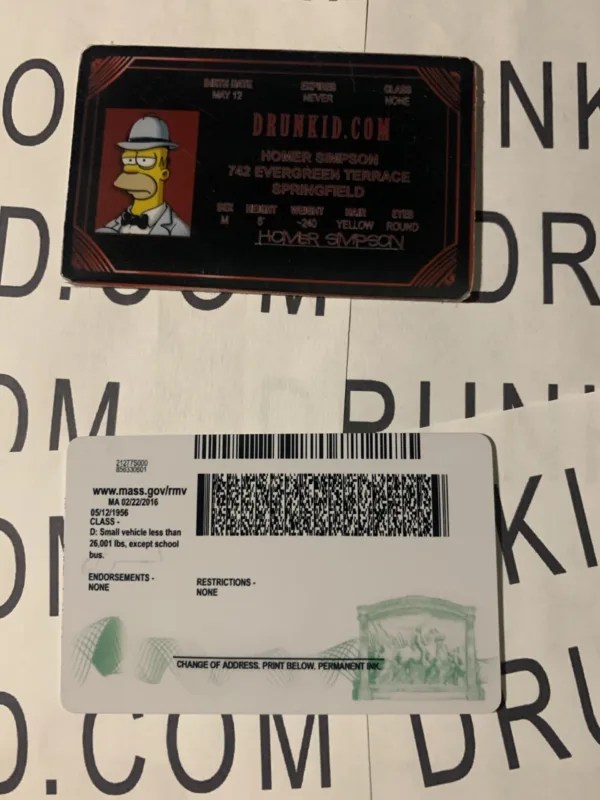 BIRTH DATE EXPIRES CLASS
MAY 12 NEVER NONE
DRUNKID.COM
HOMER SIMPSON
742 EVERGREEN TERRACE
SPRINGFIELD
SEX HEIGHT WEIGHT HAIR EYES
M 6' ~240 YELLOW ROUND
HOMER SIMPSON
www.mass.gov/rmv
MA 02/22/2016
05/12/1956
CLASS -
D: Small vehicle less than
26,001 lbs, except school
bus.
ENDORSEMENTS -
NONE
RESTRICTIONS -
NONE
CHANGE OF ADDRESS. PRINT BELOW. PERMANENT INK.